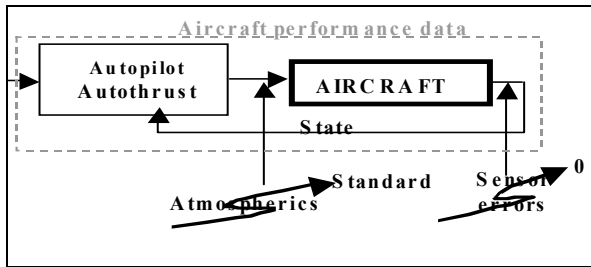 Aircraft performance data
Autopilot
Autothrust
AIRCRAFT
State
Atmospherics
Standard
Sensor
errors
0